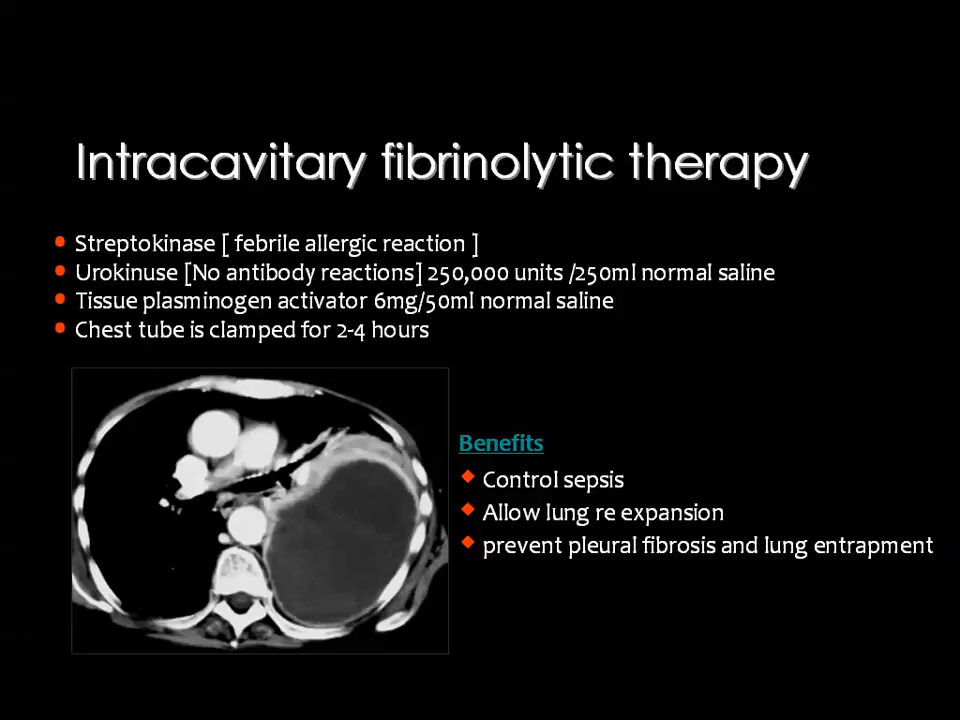 Intracavitary fibrinolytic therapy
• Streptokinase [ febrile allergic reaction ]
• Urokinuse [No antibody reactions] 250,000 units /250ml normal saline
• Tissue plasminogen activator 6mg/50ml normal saline
• Chest tube is clamped for 2-4 hours
Benefits
◆ Control sepsis
◆ Allow lung re expansion
◆ prevent pleural fibrosis and lung entrapment